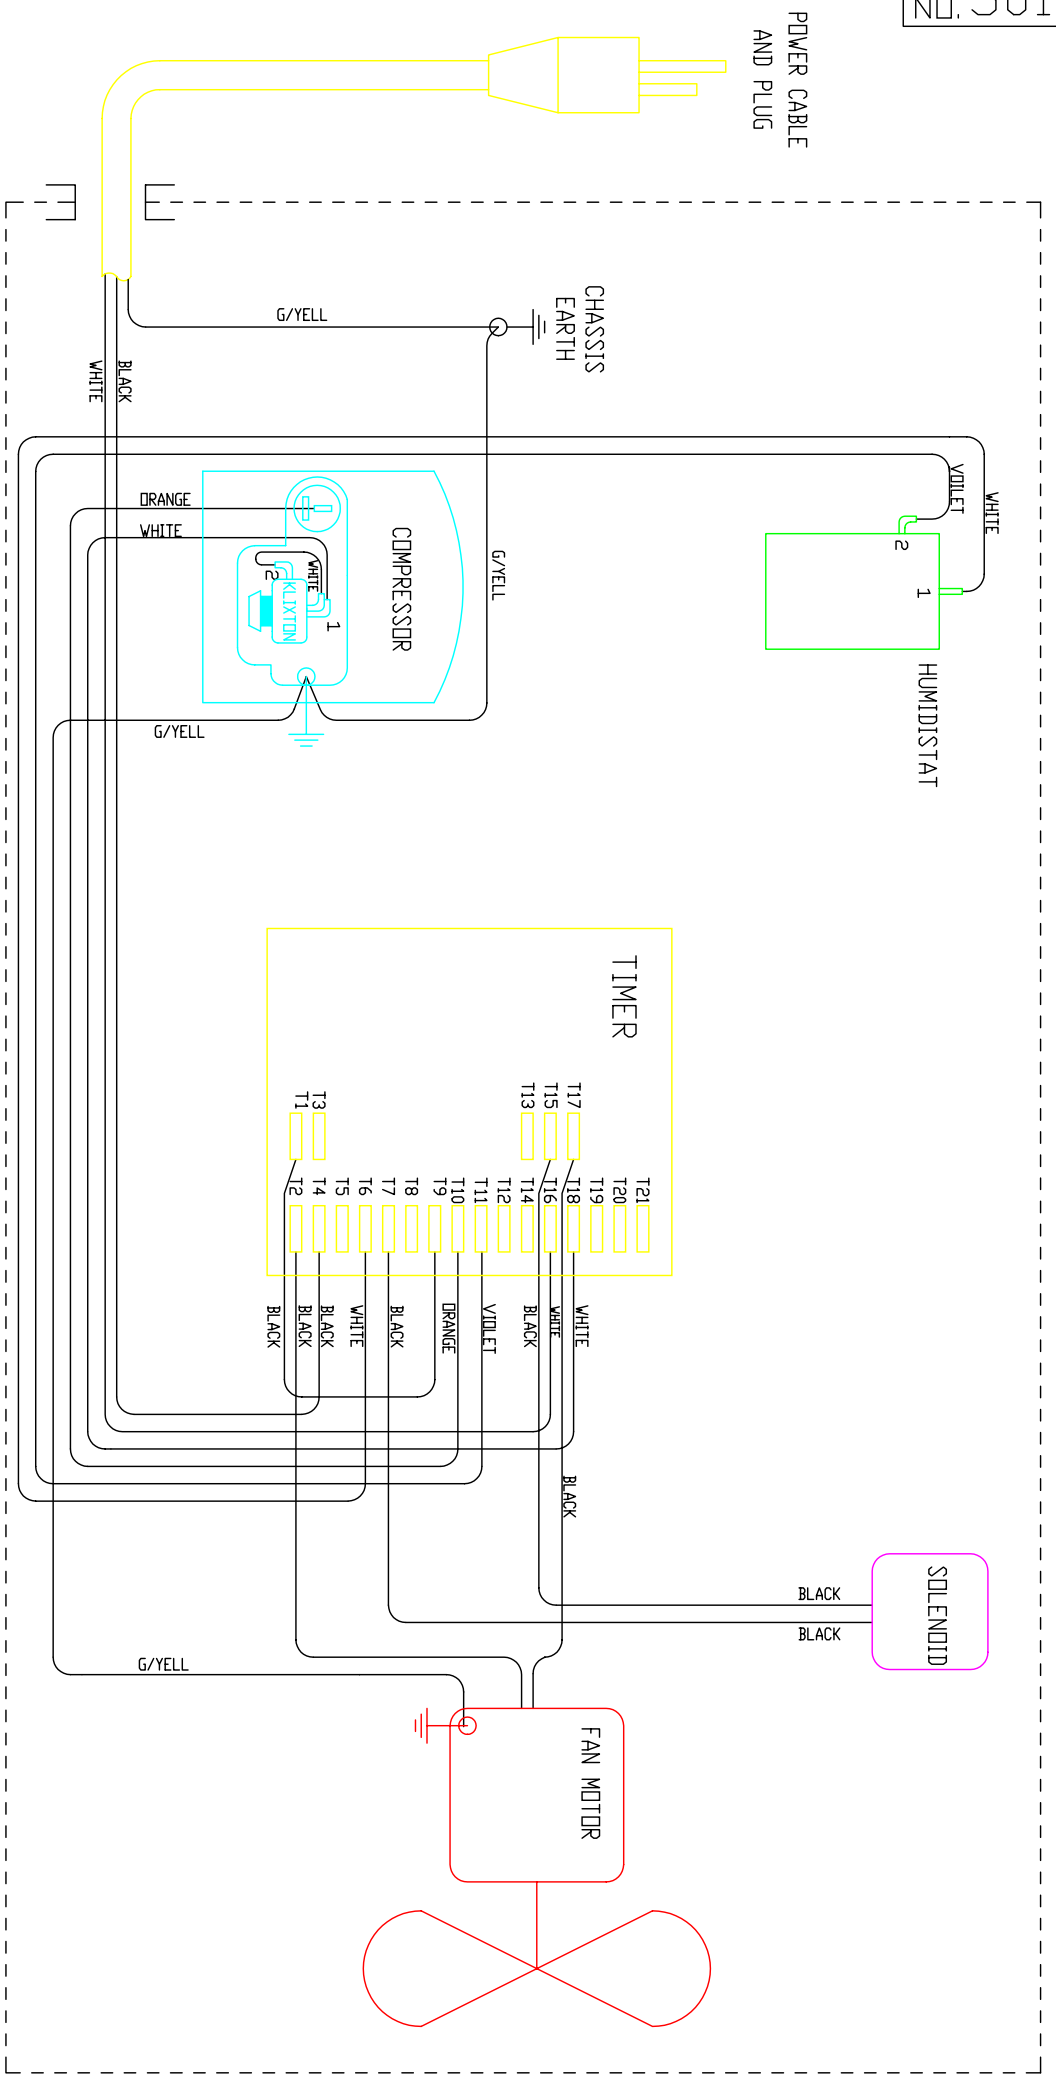 NO.
POWER CABLE
AND PLUG
CHASSIS
EARTH
G/YELL
BLACK
WHITE
VOILET
WHITE
2
1
HUMIDISTAT
ORANGE
WHITE
WHITE
2
KLIXTON
1
COMPRESSOR
G/YELL
G/YELL
TIMER
T1
T3
T13
T15
T17
T2
T4
T5
T6
T7
T8
T9
T10
T11
T12
T14
T16
T18
T19
T20
T21
BLACK
BLACK
BLACK
WHITE
BLACK
ORANGE
VIOLET
BLACK
WHITE
WHITE
BLACK
BLACK
BLACK
SOLENOID
G/YELL
FAN MOTOR